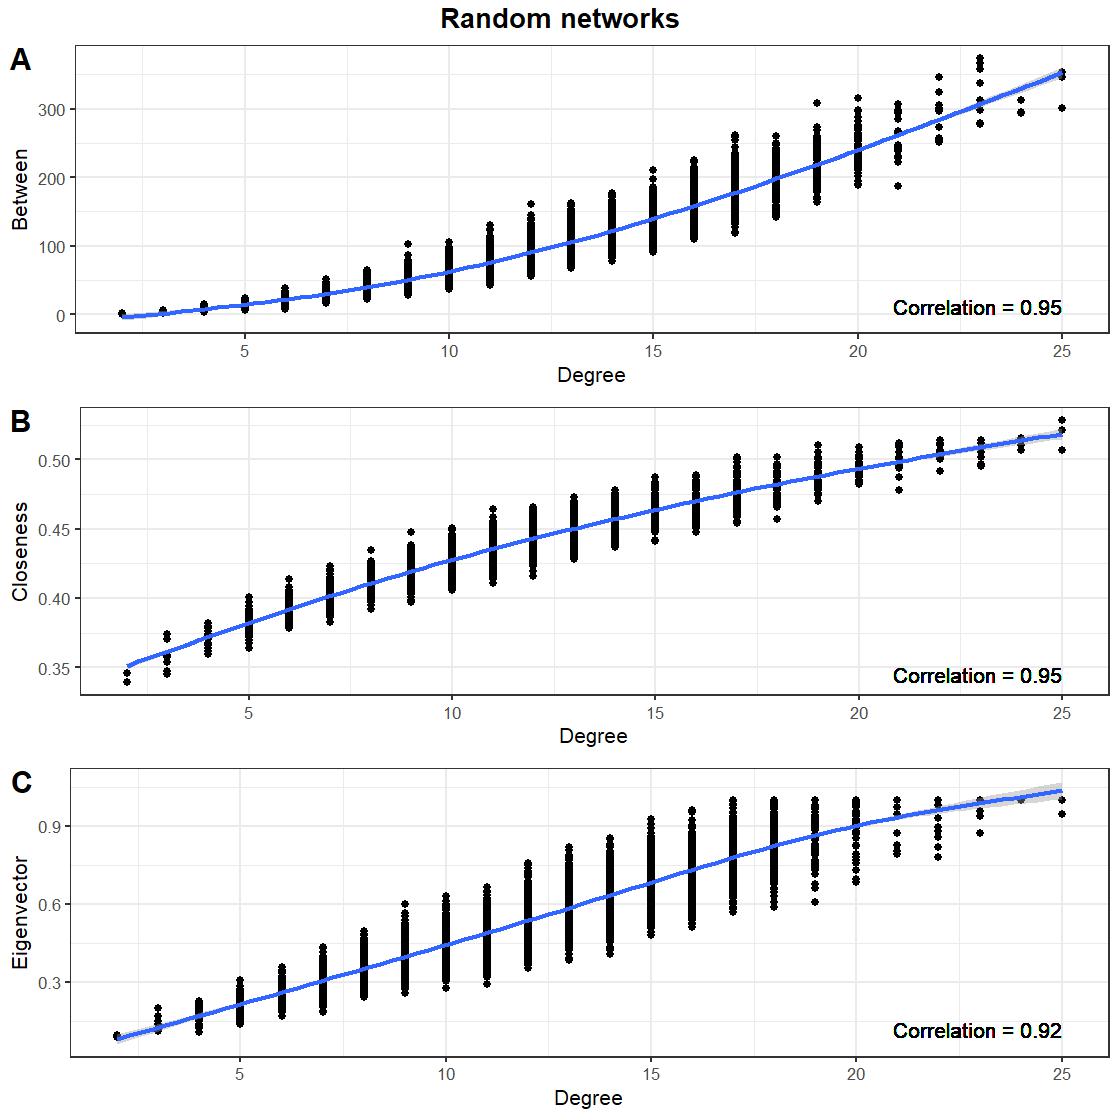 Random networks
A
Between
300
200
100
0
Correlation = 0.95
5 10 15 20 25
Degree
B
Closeness
0.50
0.45
0.40
0.35
Correlation = 0.95
5 10 15 20 25
Degree
C
Eigenvector
0.9
0.6
0.3
Correlation = 0.92
5 10 15 20 25
Degree